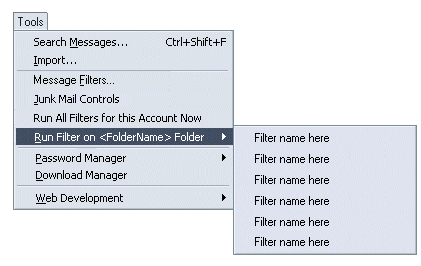 Tools
Search Messages... Ctrl+Shift+F
Import...
Message Filters...
Junk Mail Controls
Run All Filters for this Account Now
Run Filter on <FolderName> Folder
Password Manager
Download Manager
Web Development
Filter name here
Filter name here
Filter name here
Filter name here
Filter name here
Filter name here